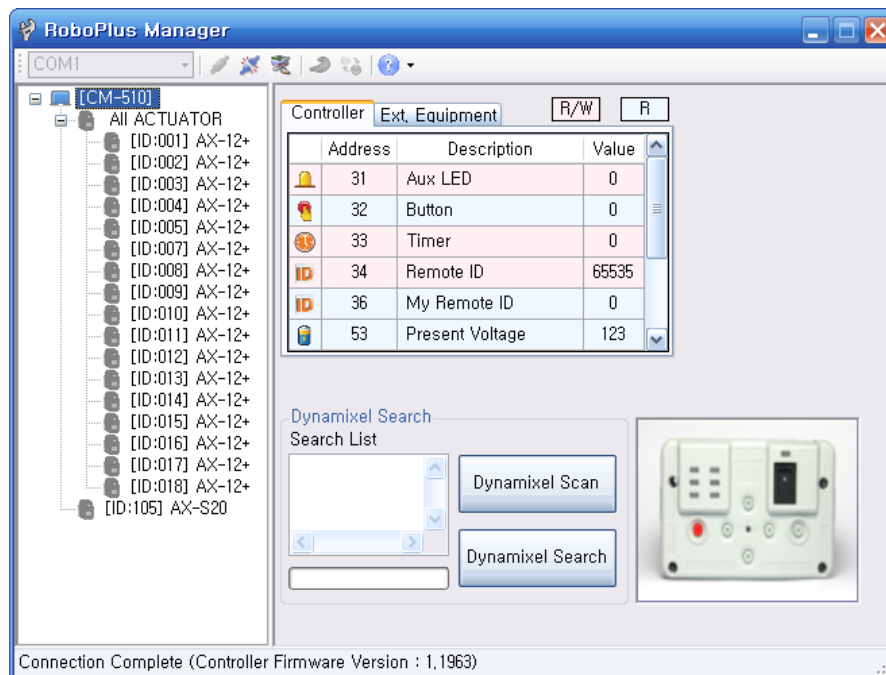 RoboPlus Manager
COM1
[CM-510]
All ACTUATOR
[ID:001] AX-12+
[ID:002] AX-12+
[ID:003] AX-12+
[ID:004] AX-12+
[ID:005] AX-12+
[ID:007] AX-12+
[ID:008] AX-12+
[ID:009] AX-12+
[ID:010] AX-12+
[ID:011] AX-12+
[ID:012] AX-12+
[ID:013] AX-12+
[ID:014] AX-12+
[ID:015] AX-12+
[ID:016] AX-12+
[ID:017] AX-12+
[ID:018] AX-12+
[ID:105] AX-S20
Controller Ext, Equipment R/W R
Address Description Value
31 Aux LED 0
32 Button 0
33 Timer 0
ID 34 Remote ID 65535
ID 36 My Remote ID 0
53 Present Voltage 123
Dynamixel Search
Search List
Dynamixel Scan
Dynamixel Search
Connection Complete (Controller Firmware Version : 1,1963)